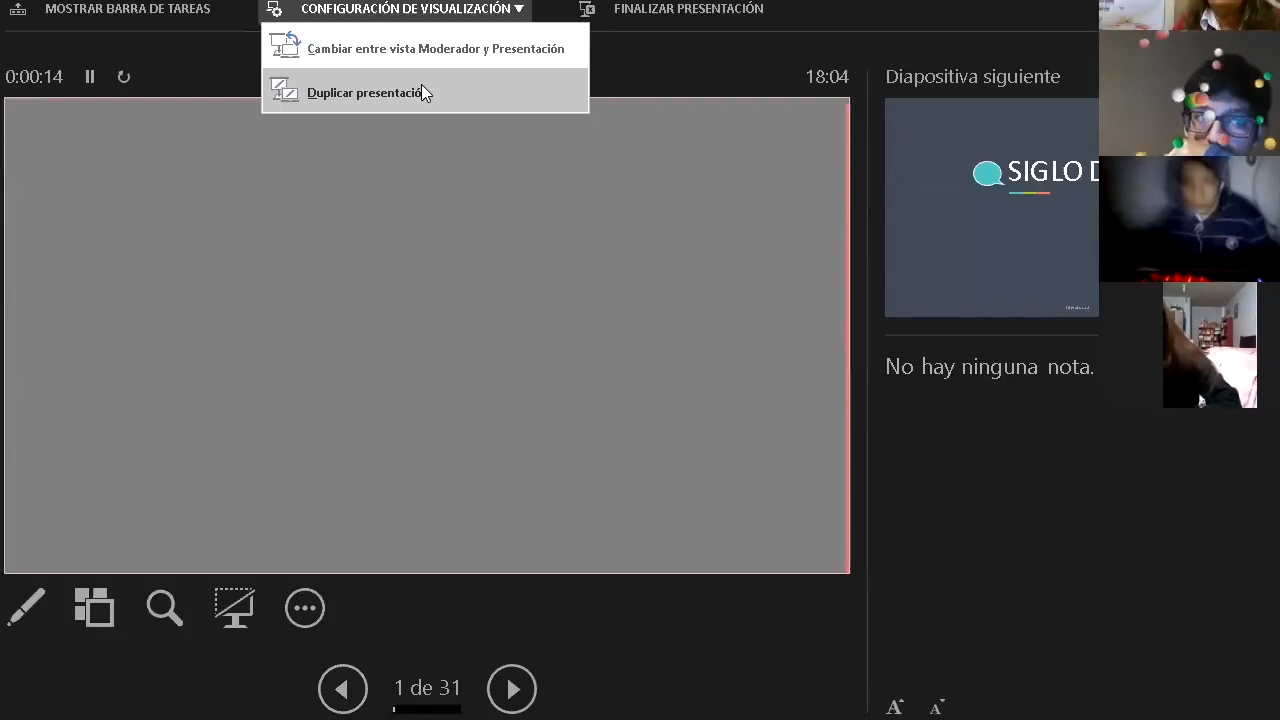 MOSTRAR BARRA DE TAREAS
CONFIGURACIÓN DE VISUALIZACIÓN
FINALIZAR PRESENTACIÓN
Cambiar entre vista Moderador y Presentación
Duplicar presentación
0:00:14
18:04
Diapositiva siguiente
SIGLO D
No hay ninguna nota.
1 de 31
A A